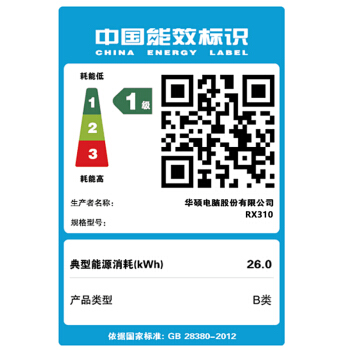 中国能效标识
CHINA ENERGY LABEL
耗能低
1
1级
2
3
耗能高
生产者名称： 华硕电脑股份有限公司
规格型号： RX310
典型能源消耗(kWh) 26.0
产品类型 B类
依据国家标准: GB 28380-2012